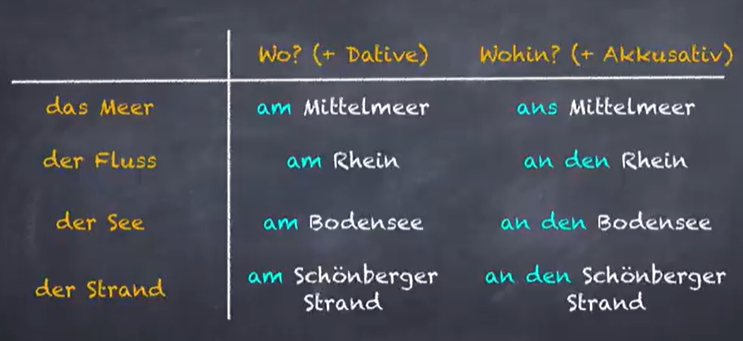 Wo? (+ Dative) Wohin? (+ Akkusativ)
das Meer am Mittelmeer ans Mittelmeer
der Fluss am Rhein an den Rhein
der See am Bodensee an den Bodensee
der Strand am Schönberger Strand an den Schönberger Strand